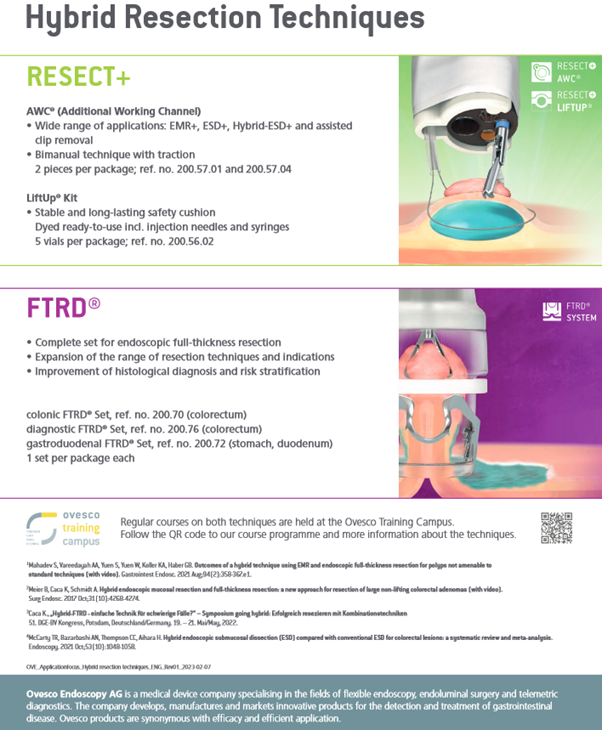 Hybrid Resection Techniques
RESECT+
RESECT+
AWC®
RESECT+
LIFTUP®
AWC® (Additional Working Channel)
• Wide range of applications: EMR+, ESD+, Hybrid-ESD+ and assisted
clip removal
• Bimanual technique with traction
2 pieces per package; ref. no. 200.57.01 and 200.57.04
LiftUp® Kit
• Stable and long-lasting safety cushion
Dyed ready-to-use incl. injection needles and syringes
5 vials per package; ref. no. 200.56.02
FTRD®
FTRD®
SYSTEM
• Complete set for endoscopic full-thickness resection
• Expansion of the range of resection techniques and indications
• Improvement of histological diagnosis and risk stratification
colonic FTRD® Set, ref. no. 200.70 (colorectum)
diagnostic FTRD® Set, ref. no. 200.76 (colorectum)
gastroduodenal FTRD® Set, ref. no. 200.72 (stomach, duodenum)
1 set per package each
ovesco
training
campus
Regular courses on both techniques are held at the Ovesco Training Campus.
Follow the QR code to our course programme and more information about the techniques.
¹Mahadev S, Vareedayah AA, Yuen S, Yuen W, Koller KA, Haber GB. Outcomes of a hybrid technique using EMR and endoscopic full-thickness resection for polyps not amenable to
standard techniques (with video). Gastrointest Endosc. 2021 Aug;94(2):358-367.e1.
²Meier B, Caca K, Schmidt A. Hybrid endoscopic mucosal resection and full-thickness resection: a new approach for resection of large non-lifting colorectal adenomas (with video).
Surg Endosc. 2017 Oct;31(10):4268-4274.
³Caca K., „Hybrid-FTRD - einfache Technik für schwierige Fälle?“ – Symposium going hybrid: Erfolgreich resezieren mit Kombinationstechniken
51. DGE-BV Kongress, Potsdam, Deutschland/Germany, 19. – 21. Mai/May, 2022.
⁴McCarty TR, Bazarbashi AN, Thompson CC, Aihara H. Hybrid endoscopic submucosal dissection (ESD) compared with conventional ESD for colorectal lesions: a systematic review and meta-analysis.
Endoscopy. 2021 Oct;53(10):1048-1058.
OVE_Applicationfocus_Hybrid resection techniques_ENG_Rev01_2023-02-07
Ovesco Endoscopy AG is a medical device company specialising in the fields of flexible endoscopy, endoluminal surgery and telemetric
diagnostics. The company develops, manufactures and markets innovative products for the detection and treatment of gastrointestinal
disease. Ovesco products are synonymous with efficacy and efficient application.